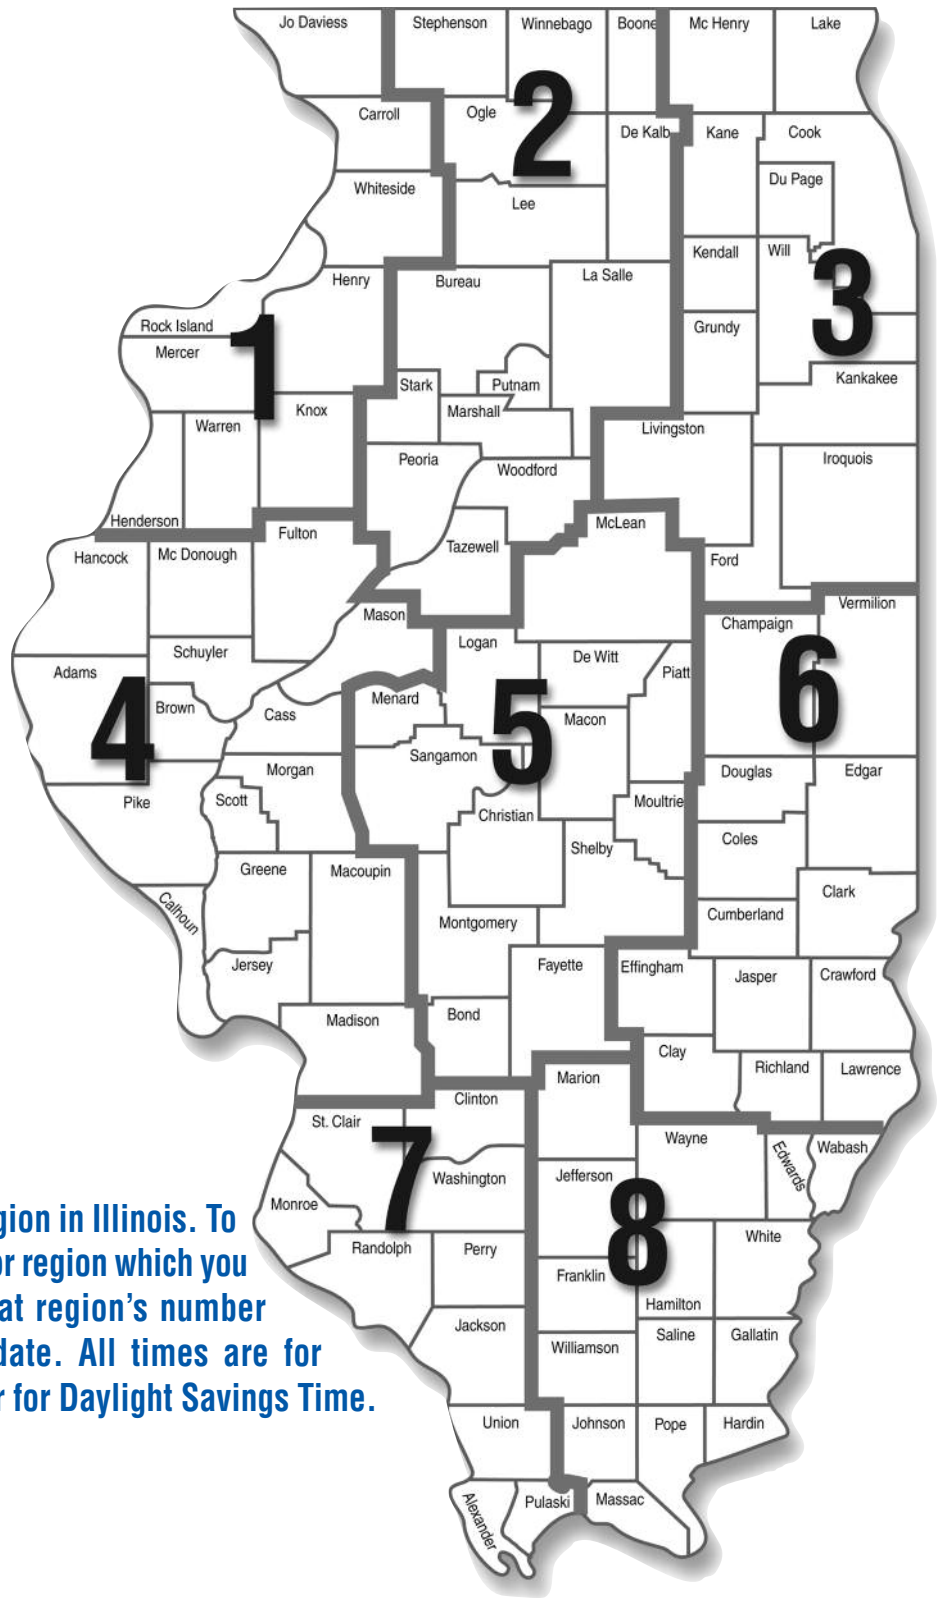 Jo Daviess Stephenson Winnebago Boone Mc Henry Lake
2
Carroll Ogle De Kalb Kane Cook
Du Page
Whiteside Lee
Kendall Will
3
Henry Bureau La Salle
Rock Island 1 Grundy
Mercer
Stark Putnam Kankakee
Knox Marshall
Warren Livingston
Peoria Woodford Iroquois
Henderson McLean
Fulton
Hancock Mc Donough Tazewell Ford
Mason Vermilion
Champaign
Logan 6
Schuyler De Witt
Adams Piatt
4 Brown Menard 5
Cass Macon
Sangamon
Morgan Douglas Edgar
Pike Scott Moultrie
Christian
Shelby Coles
Greene Macoupin
Calhoun Clark
Montgomery Cumberland
Jersey Fayette Effingham Jasper Crawford
Madison Bond
Clay
Marion Richland Lawrence
Clinton
St. Clair
7 Wayne Edwards Wabash
Washington Jefferson
Monroe 8
gion in Illinois. To
Randolph Perry White
or region which you
Franklin
at region's number
Hamilton
Jackson Saline Gallatin
date. All times are for
Williamson
r for Daylight Savings Time.
Union Johnson Pope Hardin
Alexander Pulaski Massac